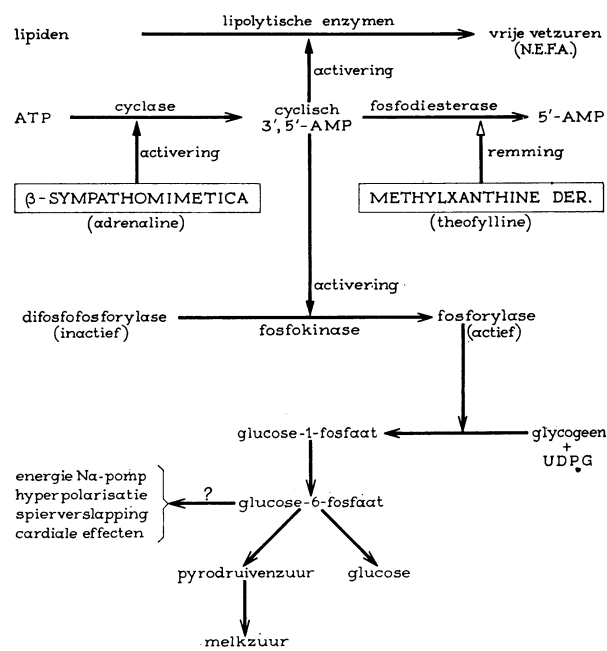 lipolytische enzymen
lipiden
vrije vetzuren
(N.E.F.A.)
activering
ATP
cyclase
cyclisch
3',5'-AMP
fosfodiesterase
5'-AMP
activering
remming
β-SYMPATHOMIMETICA
(adrenaline)
METHYLXANTHINE DER.
(theofylline)
activering
difosfofosforylase
(inactief)
fosfokinase
fosforylase
(actief)
glucose-1-fosfaat
glycogeen
+
UDPG
energie Na-pomp
hyperpolarisatie
spierverslapping
cardiale effecten
?
glucose-6-fosfaat
pyrodruivenzuur
glucose
melkzuur